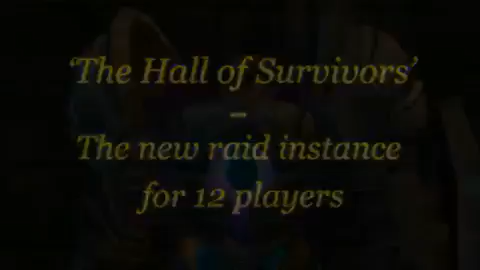 ‘The Hall of Survivors’
–
The new raid instance
for 12 players